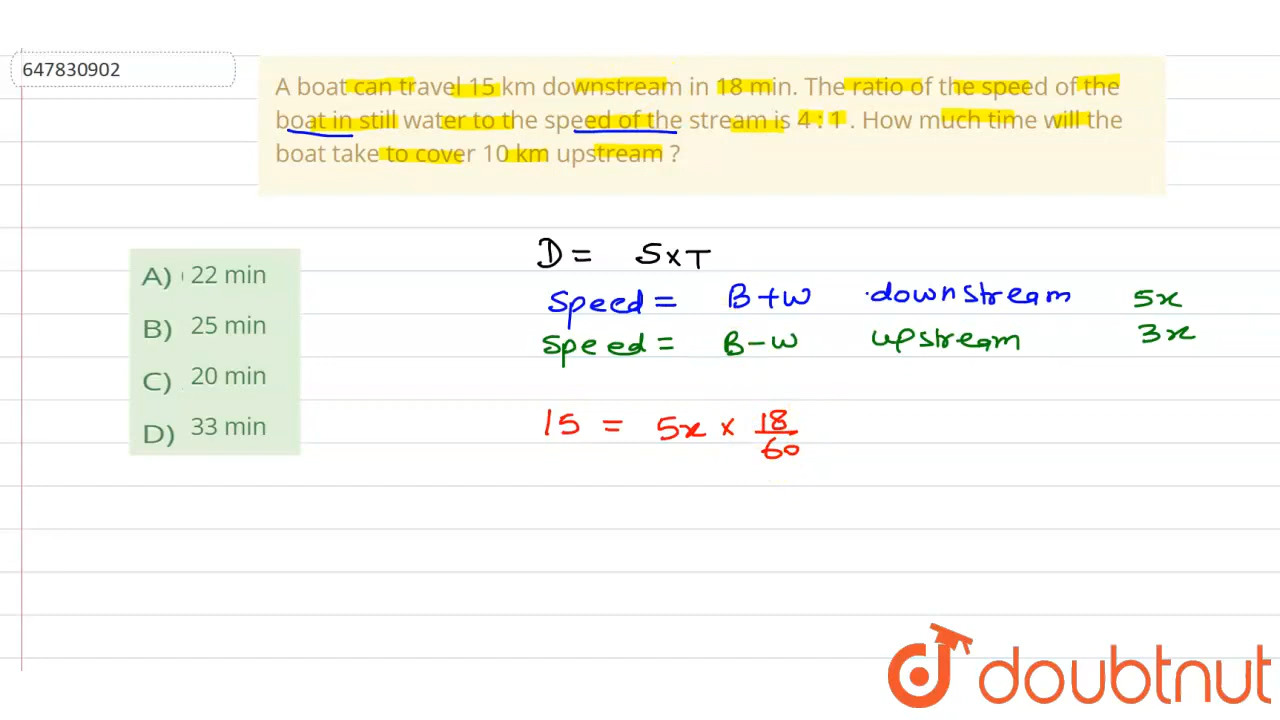 647830902
A boat can travel 15 km downstream in 18 min. The ratio of the speed of the
boat in still water to the speed of the stream is 4 : 1 . How much time will the
boat take to cover 10 km upstream ?
A) 22 min
B) 25 min
C) 20 min
D) 33 min
D = S×T
Speed = B+W downstream 5x
Speed = B-W upstream 3x
15 = 5x × 18/60
doubtnut